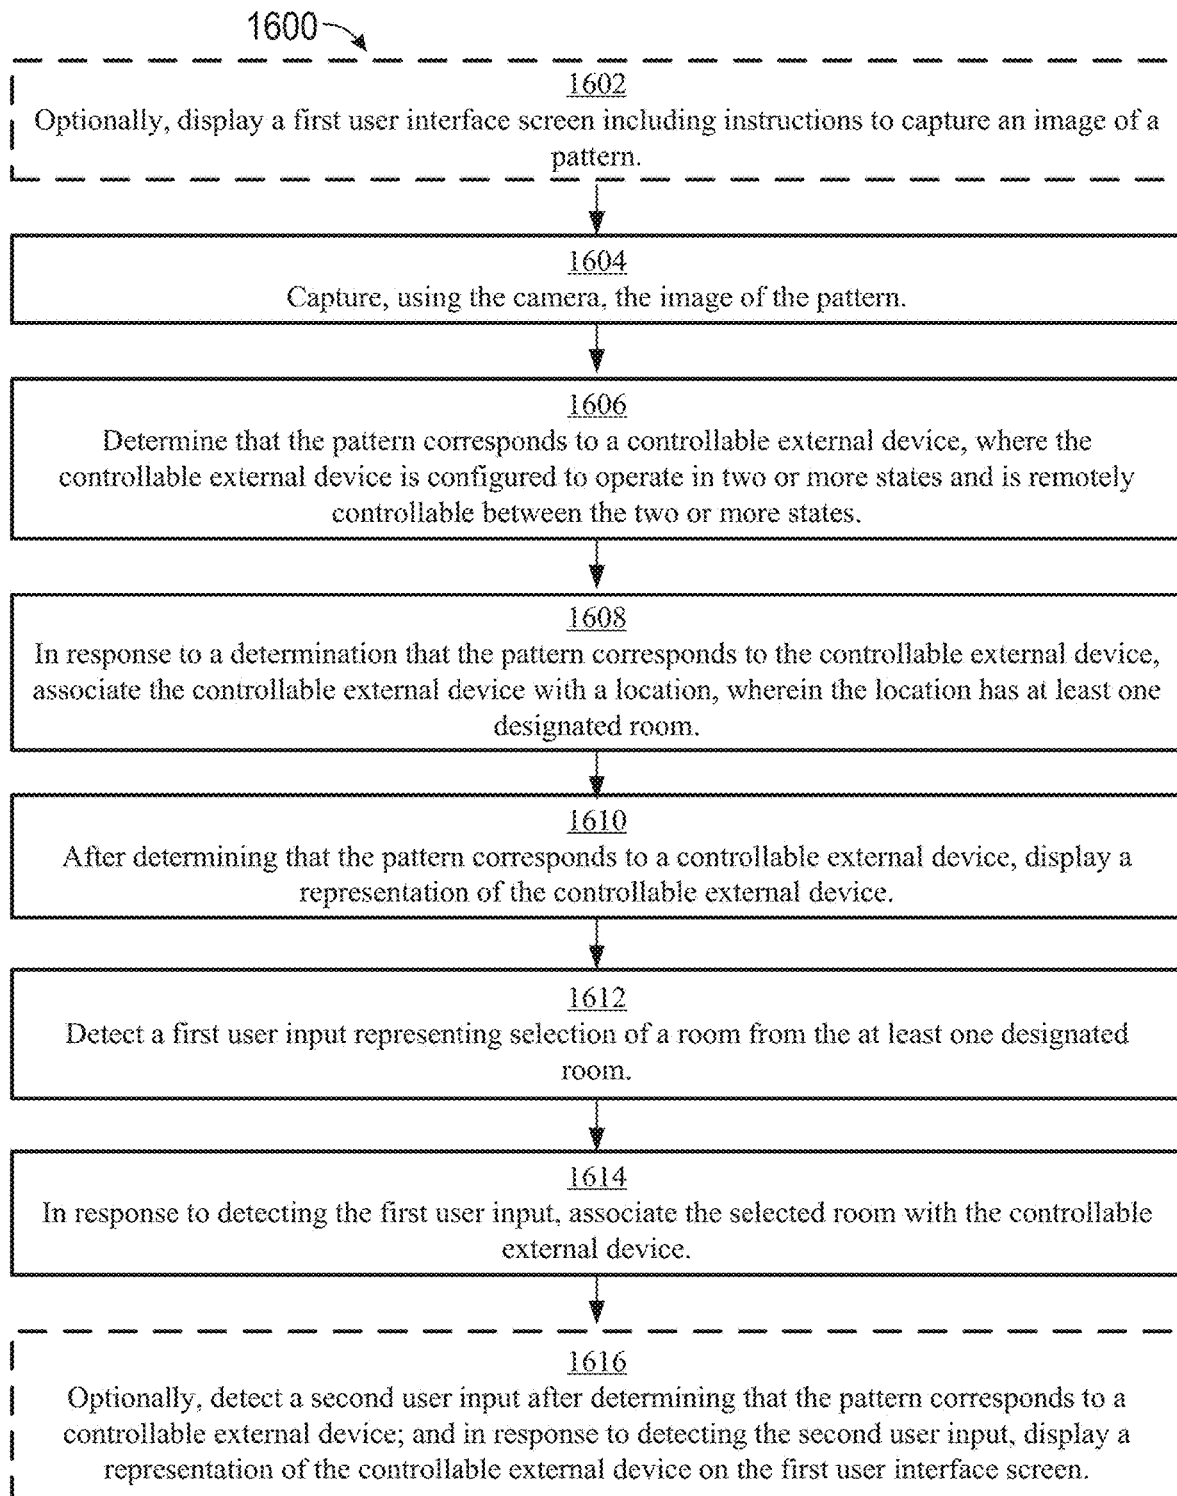 1600
1602
Optionally, display a first user interface screen including instructions to capture an image of a
pattern.
1604
Capture, using the camera, the image of the pattern.
1606
Determine that the pattern corresponds to a controllable external device, where the
controllable external device is configured to operate in two or more states and is remotely
controllable between the two or more states.
1608
In response to a determination that the pattern corresponds to the controllable external device,
associate the controllable external device with a location, wherein the location has at least one
designated room.
1610
After determining that the pattern corresponds to a controllable external device, display a
representation of the controllable external device.
1612
Detect a first user input representing selection of a room from the at least one designated
room.
1614
In response to detecting the first user input, associate the selected room with the controllable
external device.
1616
Optionally, detect a second user input after determining that the pattern corresponds to a
controllable external device; and in response to detecting the second user input, display a
representation of the controllable external device on the first user interface screen.